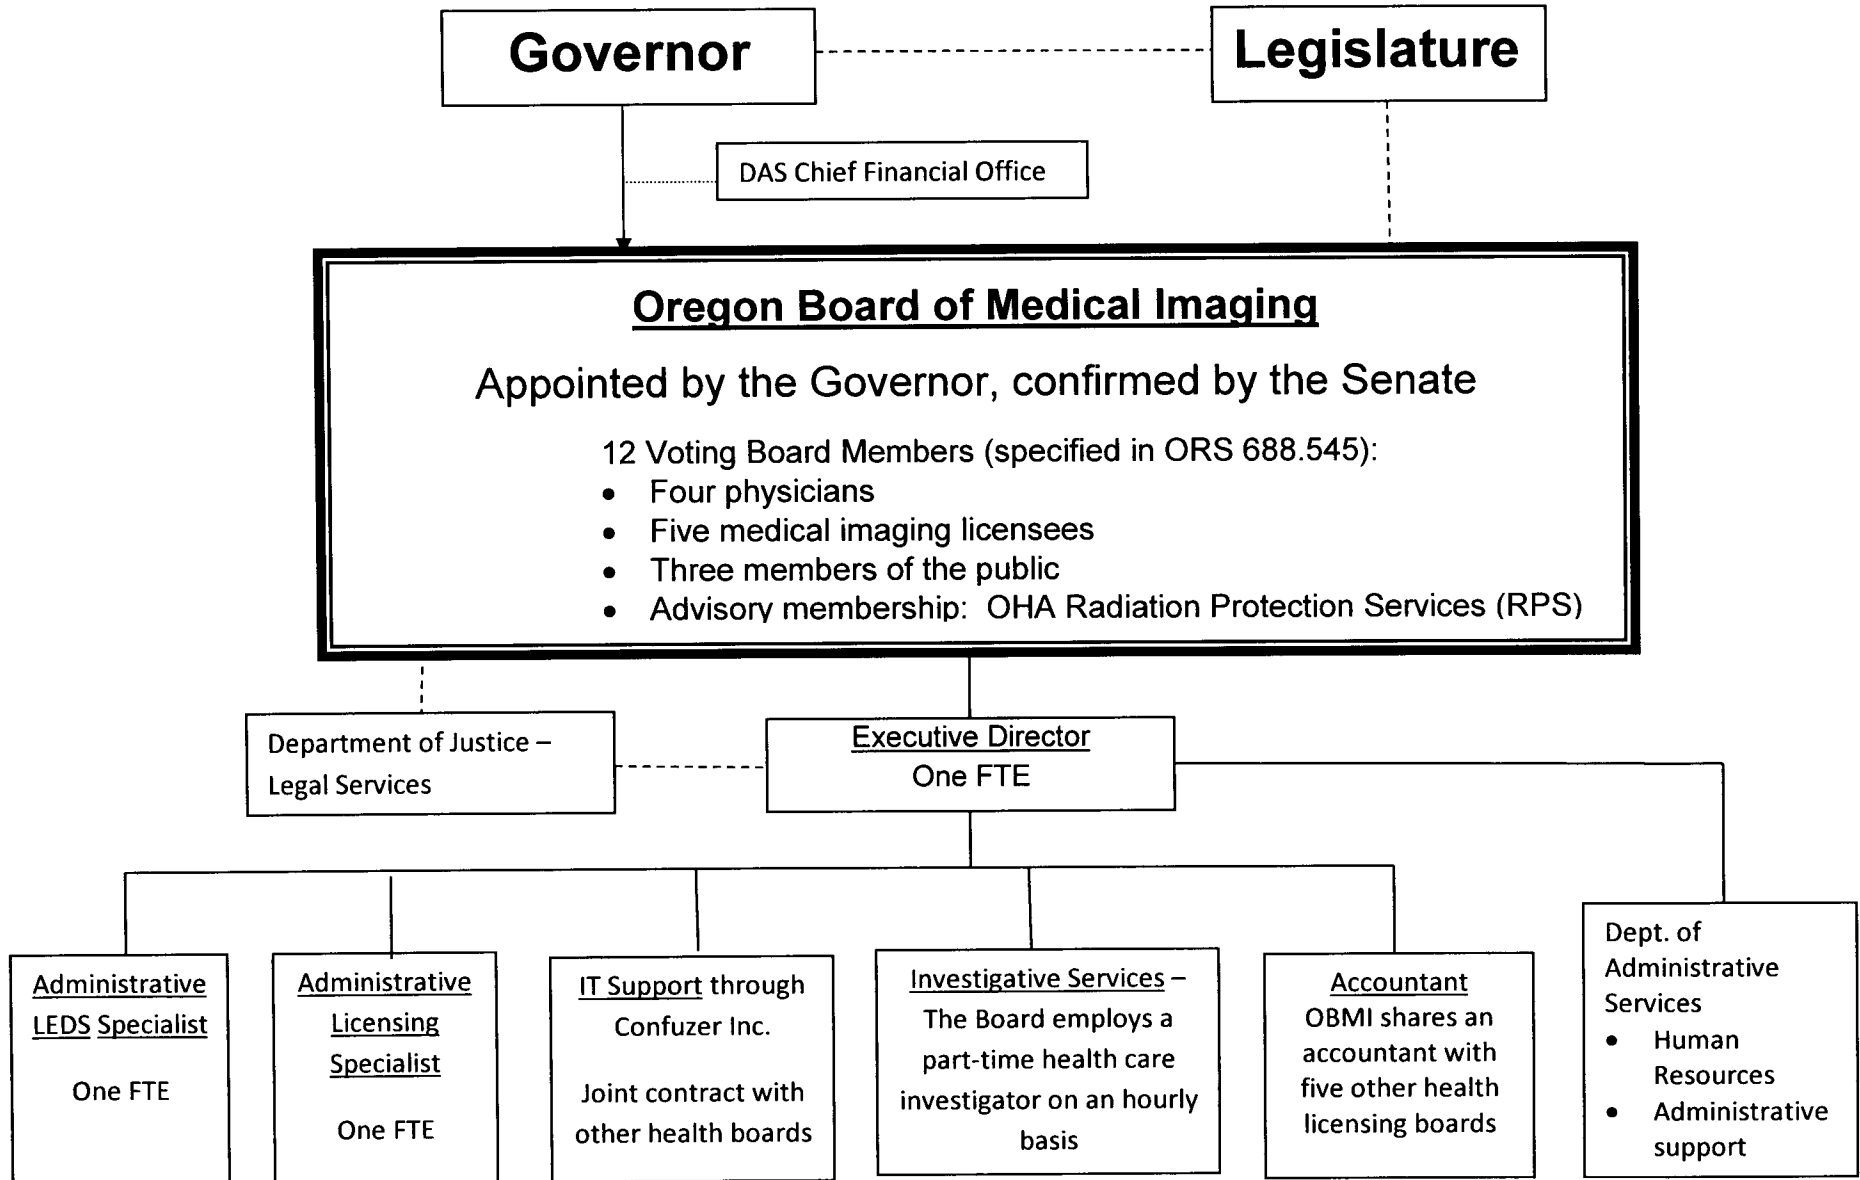 Governor
Legislature
DAS Chief Financial Office
Oregon Board of Medical Imaging
Appointed by the Governor, confirmed by the Senate
12 Voting Board Members (specified in ORS 688.545):
• Four physicians
• Five medical imaging licensees
• Three members of the public
• Advisory membership: OHA Radiation Protection Services (RPS)
Department of Justice –
Legal Services
Executive Director
One FTE
Administrative
LEDS Specialist
One FTE
Administrative
Licensing
Specialist
One FTE
IT Support through
Confuzer Inc.
Joint contract with
other health boards
Investigative Services –
The Board employs a
part-time health care
investigator on an hourly
basis
Accountant
OBMI shares an
accountant with
five other health
licensing boards
Dept. of
Administrative
Services
• Human
Resources
• Administrative
support